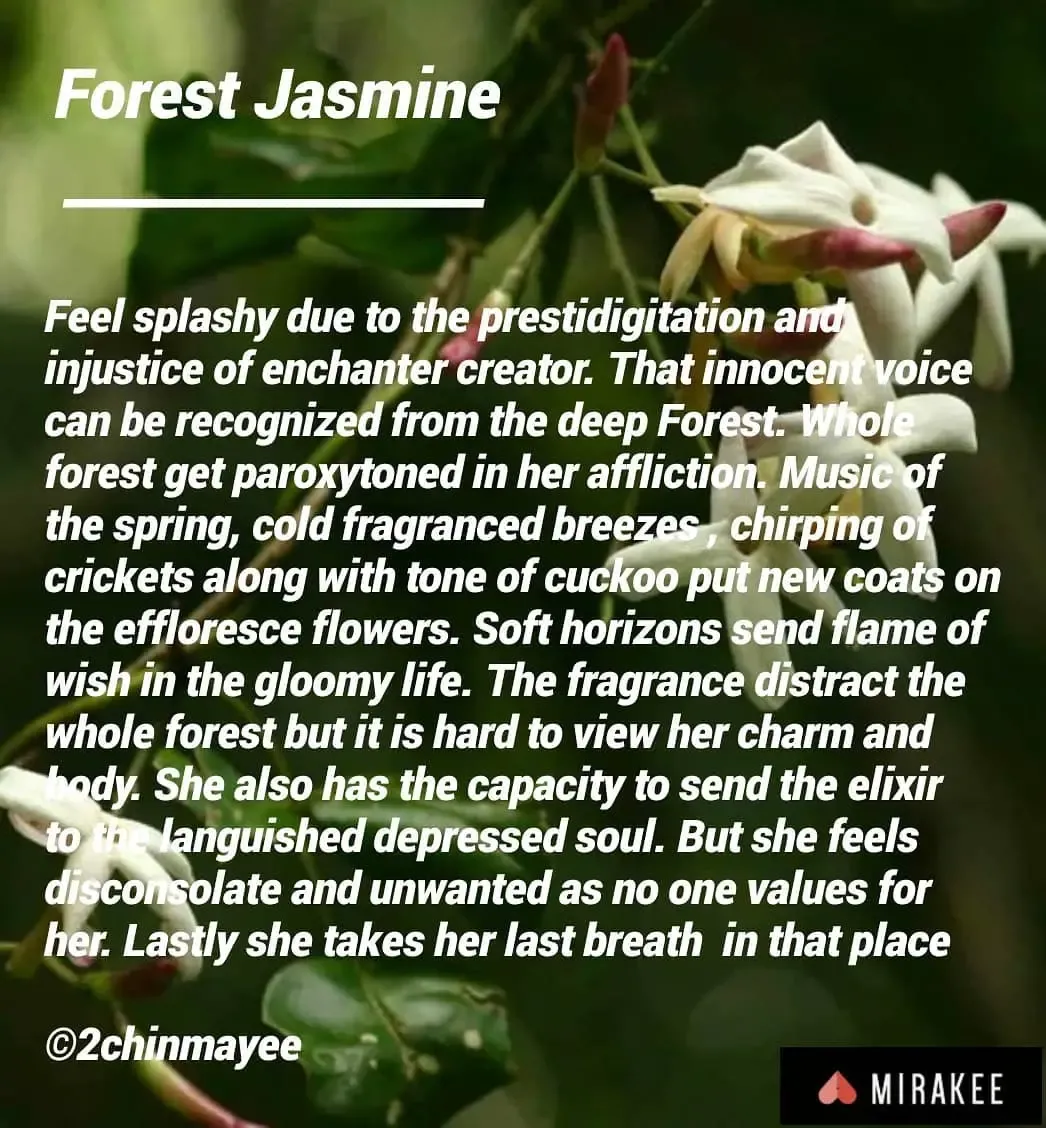 Forest Jasmine
Feel splashy due to the prestidigitation and
injustice of enchanter creator. That innocent voice
can be recognized from the deep Forest. Whole
forest get paroxytoned in her affliction. Music of
the spring, cold fragranced breezes , chirping of
crickets along with tone of cuckoo put new coats on
the effloresce flowers. Soft horizons send flame of
wish in the gloomy life. The fragrance distract the
whole forest but it is hard to view her charm and
body. She also has the capacity to send the elixir
to the languished depressed soul. But she feels
disconsolate and unwanted as no one values for
her. Lastly she takes her last breath  in that place
©2chinmayee
MIRAKEE